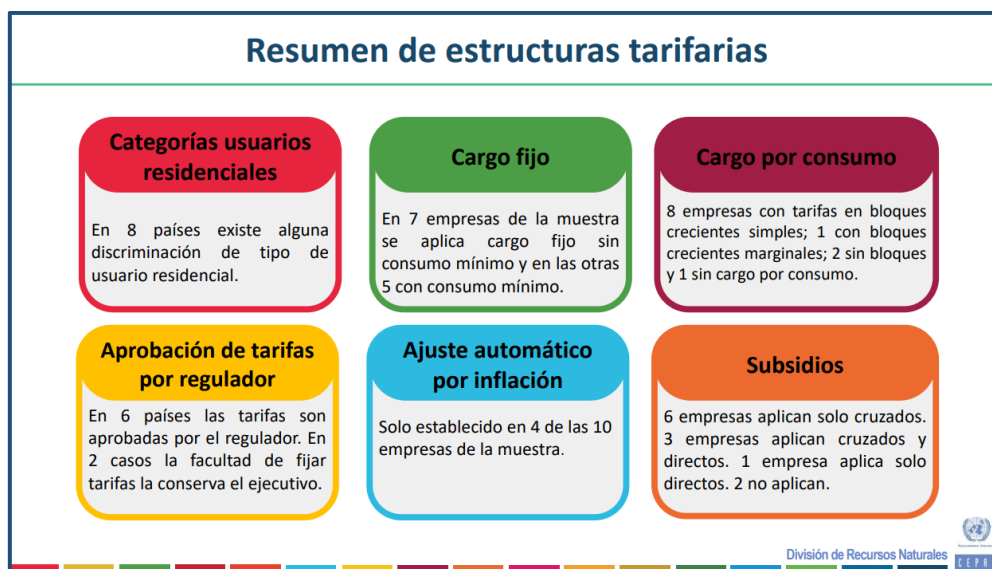 Resumen de estructuras tarifarias
Categorías usuarios
residenciales
En 8 países existe alguna
discriminación de tipo de
usuario residencial.
Cargo fijo
En 7 empresas de la muestra
se aplica cargo fijo sin
consumo mínimo y en las otras
5 con consumo mínimo.
Cargo por consumo
8 empresas con tarifas en bloques
crecientes simples; 1 con bloques
crecientes marginales; 2 sin bloques
y 1 sin cargo por consumo.
Aprobación de tarifas
por regulador
En 6 países las tarifas son
aprobadas por el regulador. En
2 casos la facultad de fijar
tarifas la conserva el ejecutivo.
Ajuste automático
por inflación
Solo establecido en 4 de las 10
empresas de la muestra.
Subsidios
6 empresas aplican solo cruzados.
3 empresas aplican cruzados y
directos. 1 empresa aplica solo
directos. 2 no aplican.
División de Recursos Naturales